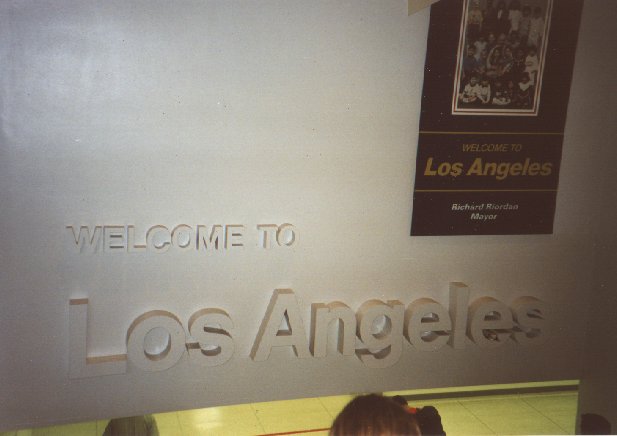 WELCOME TO
Los Angeles
Richard Riordan
Mayor
WELCOME TO
Los Angeles